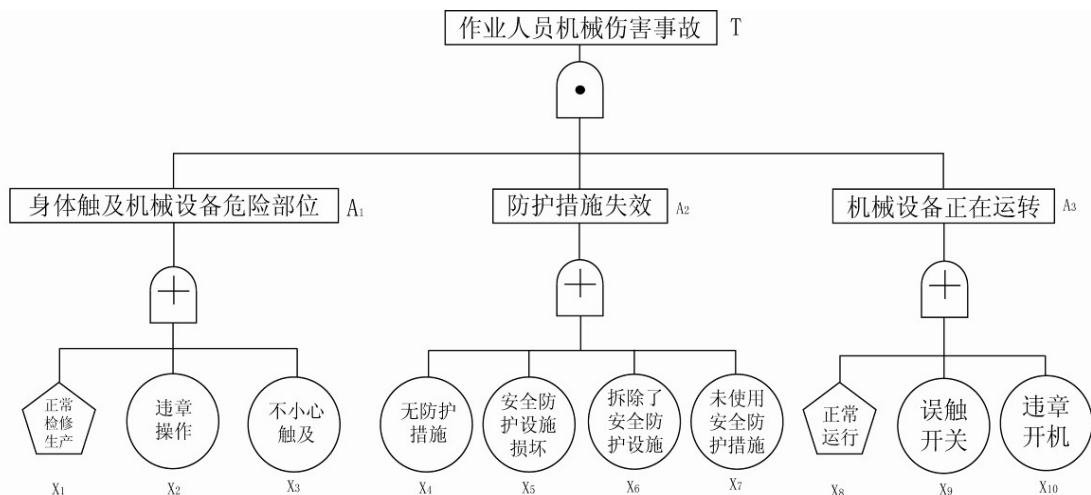 作业人员机械伤害事故 T
身体触及机械设备危险部位 A₁
防护措施失效 A₂
机械设备正在运转 A₃
正常
检修
生产
违章
操作
不小心
触及
无防护
措施
安全防
护设施
损坏
拆除了
安全防
护设施
未使用
安全防
护措施
正常
运行
误触
开关
违章
开机
X₁ X₂ X₃ X₄ X₅ X₆ X₇ X₈ X₉ X₁₀